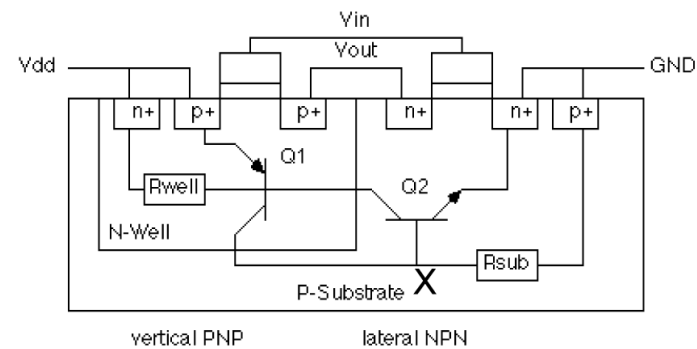 Vin
Vout
Vdd
GND
n+ p+ p+ n+ n+ p+
Q1
Rwell
Q2
N-Well
Rsub
P-Substrate X
vertical PNP lateral NPN